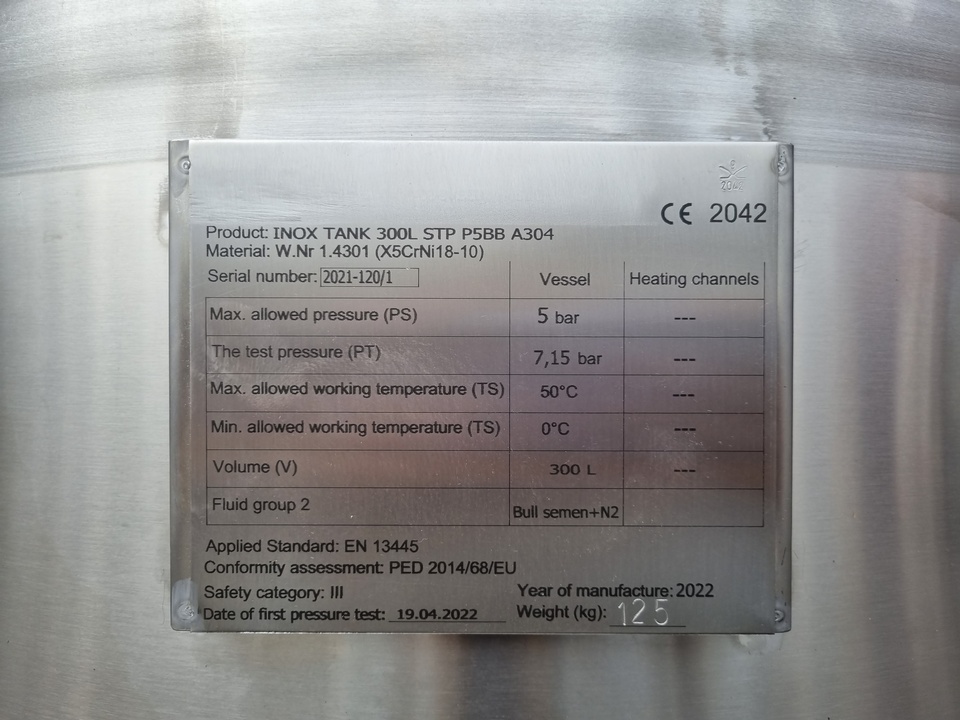 CE 2042
Product: INOX TANK 300L STP P5BB A304
Material: W.Nr 1.4301 (X5CrNi18-10)
Serial number: 2021-120/1 Vessel Heating channels
Max. allowed pressure (PS) 5 bar ---
The test pressure (PT) 7,15 bar ---
Max. allowed working temperature (TS) 50°C ---
Min. allowed working temperature (TS) 0°C ---
Volume (V) 300 L ---
Fluid group 2 Bull semen+N2
Applied Standard: EN 13445
Conformity assessment: PED 2014/68/EU
Safety category: III Year of manufacture: 2022
Date of first pressure test: 19.04.2022 Weight (kg): 125